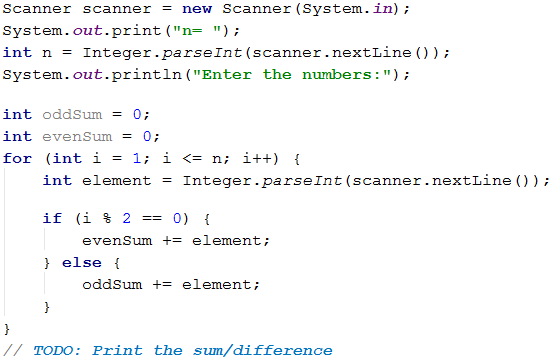 Scanner scanner = new Scanner(System.in);
System.out.print("n= ");
int n = Integer.parseInt(scanner.nextLine());
System.out.println("Enter the numbers:");

int oddSum = 0;
int evenSum = 0;
for (int i = 1; i <= n; i++) {
    int element = Integer.parseInt(scanner.nextLine());

    if (i % 2 == 0) {
        evenSum += element;
    } else {
        oddSum += element;
    }
}
// TODO: Print the sum/difference